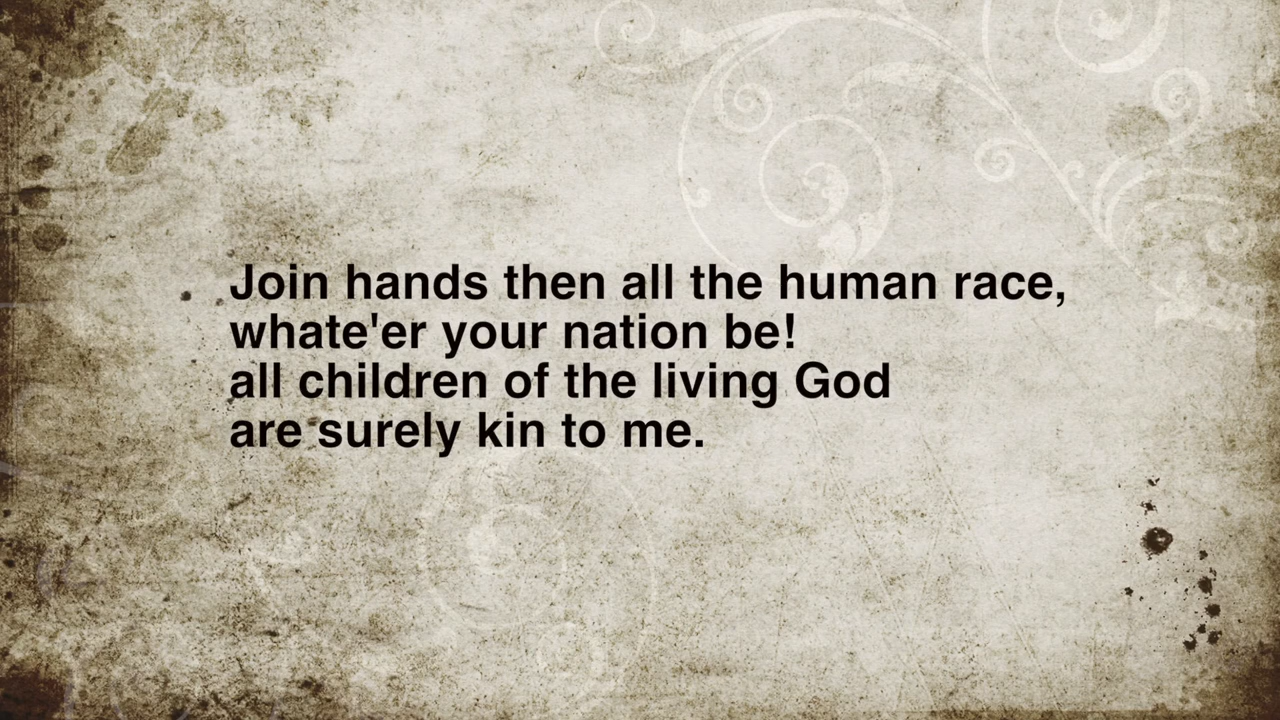 Join hands then all the human race,
whate'er your nation be!
all children of the living God
are surely kin to me.